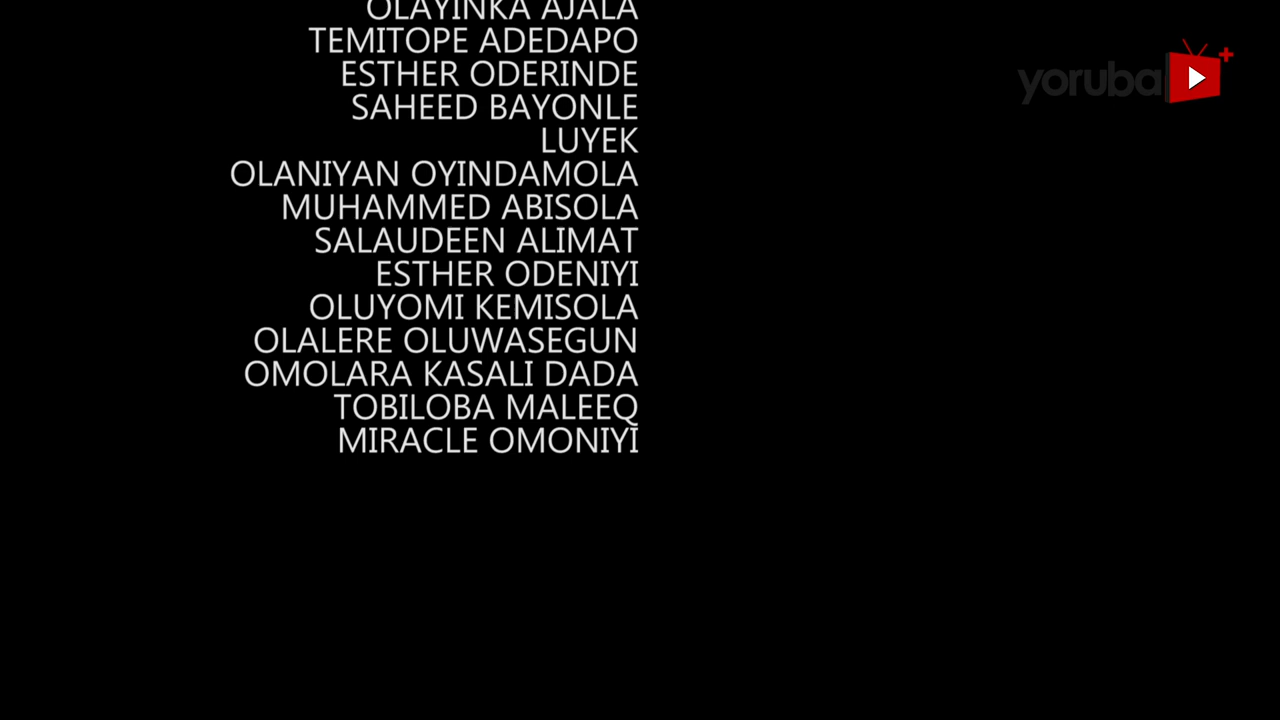 OLAYINKA AJALA
TEMITOPE ADEDAPO
ESTHER ODERINDE
SAHEED BAYONLE
LUYEK
OLANIYAN OYINDAMOLA
MUHAMMED ABISOLA
SALAUDEEN ALIMAT
ESTHER ODENIYI
OLUYOMI KEMISOLA
OLALERE OLUWASEGUN
OMOLARA KASALI DADA
TOBILOBA MALEEQ
MIRACLE OMONIYI
yoruba +